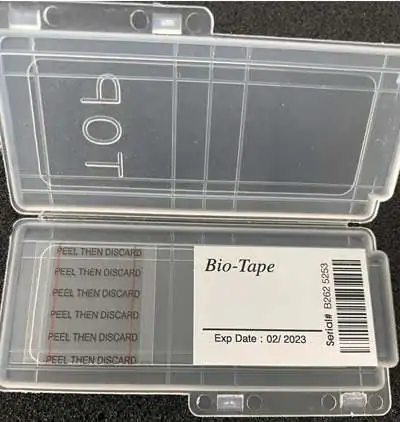 TOP
PEEL THEN DISCARD
PEEL THEN DISCARD
PEEL THEN DISCARD
PEEL THEN DISCARD
PEEL THEN DISCARD
PEEL THEN DISCARD
Bio-Tape
Exp Date : 02/ 2023
Serial# B262 5253